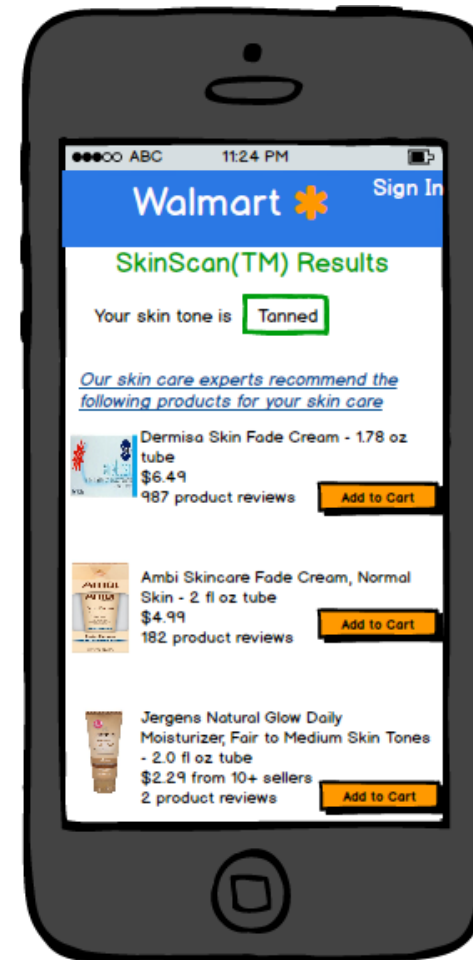 ABC 11:24 PM
Walmart
Sign In
SkinScan(TM) Results
Your skin tone is Tanned
Our skin care experts recommend the
following products for your skin care
Dermisa Skin Fade Cream - 1.78 oz
tube
$6.49
987 product reviews
Add to Cart
AMBI
Ambi Skincare Fade Cream, Normal
Skin - 2 fl oz tube
$4.99
182 product reviews
Add to Cart
Jergens Natural Glow Daily
Moisturizer, Fair to Medium Skin Tones
- 2.0 fl oz tube
$2.29 from 10+ sellers
2 product reviews
Add to Cart